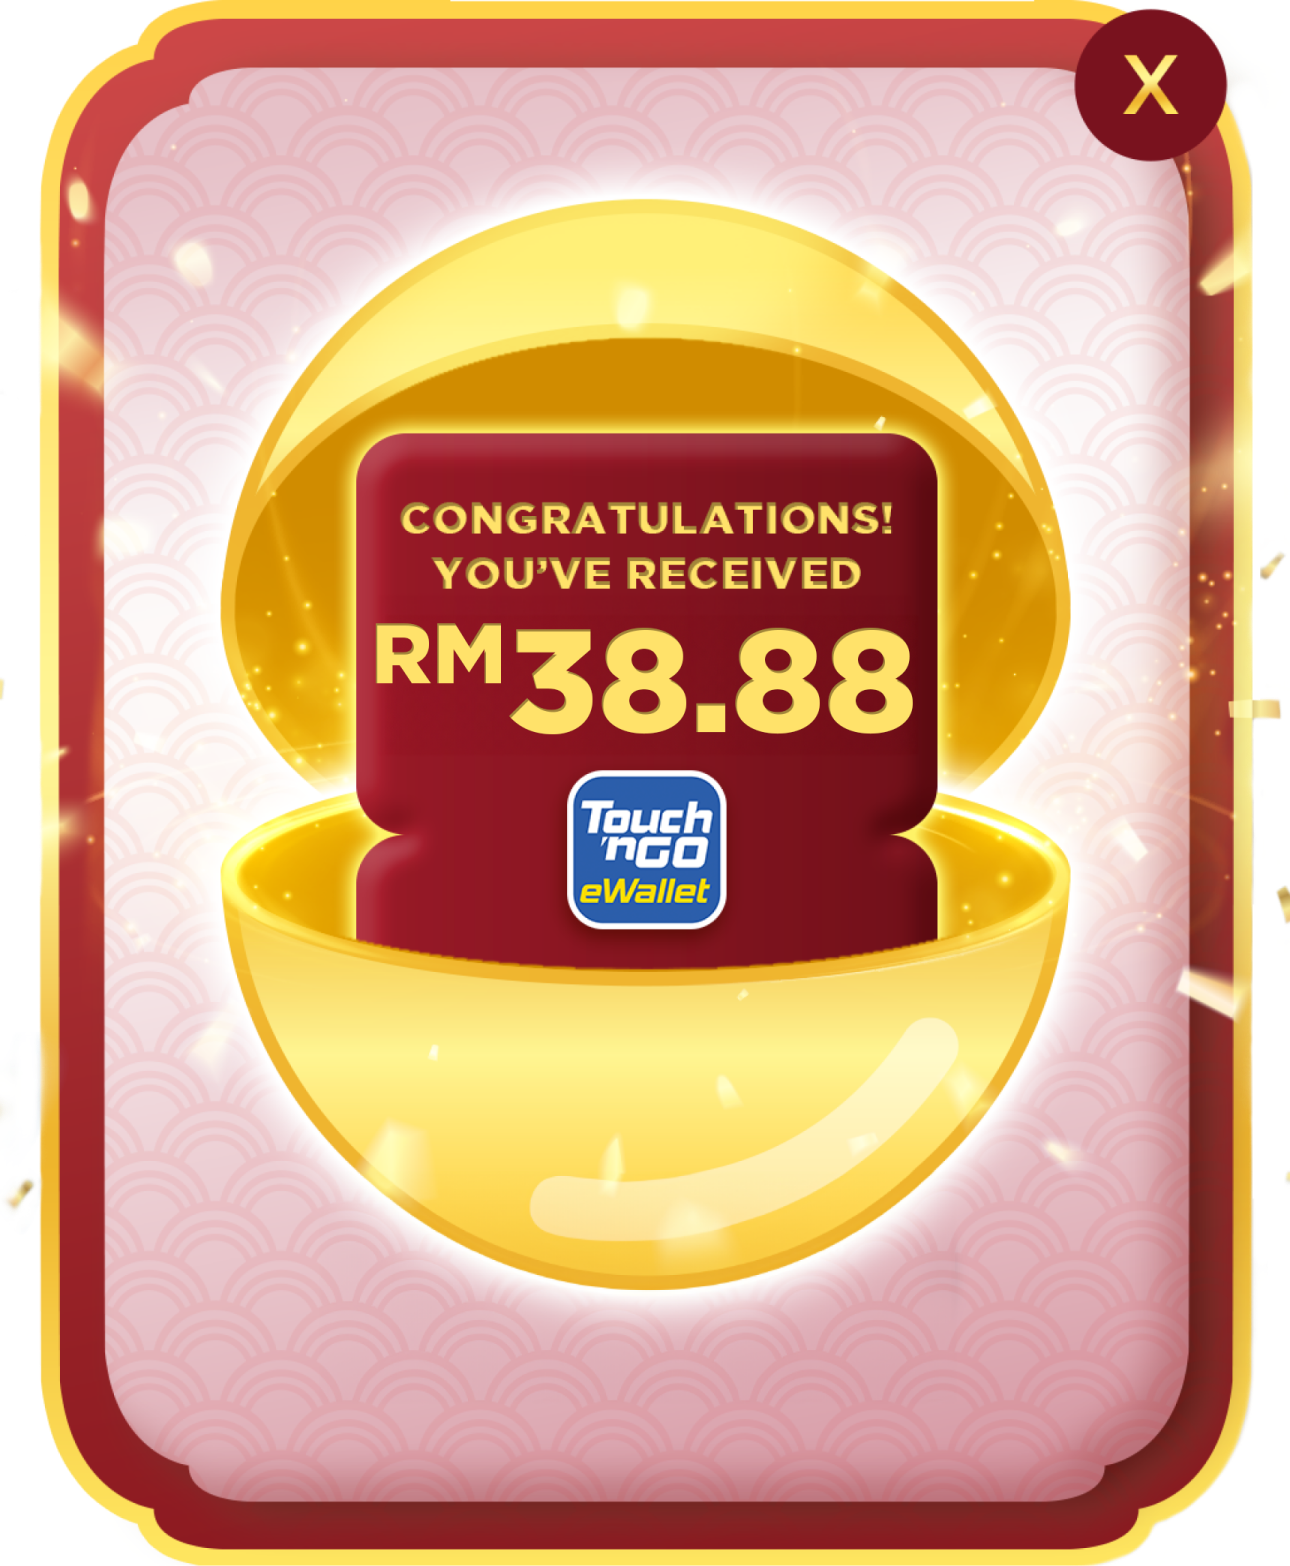 X
CONGRATULATIONS!
YOU'VE RECEIVED
RM38.88
Touch
'nGO
eWallet